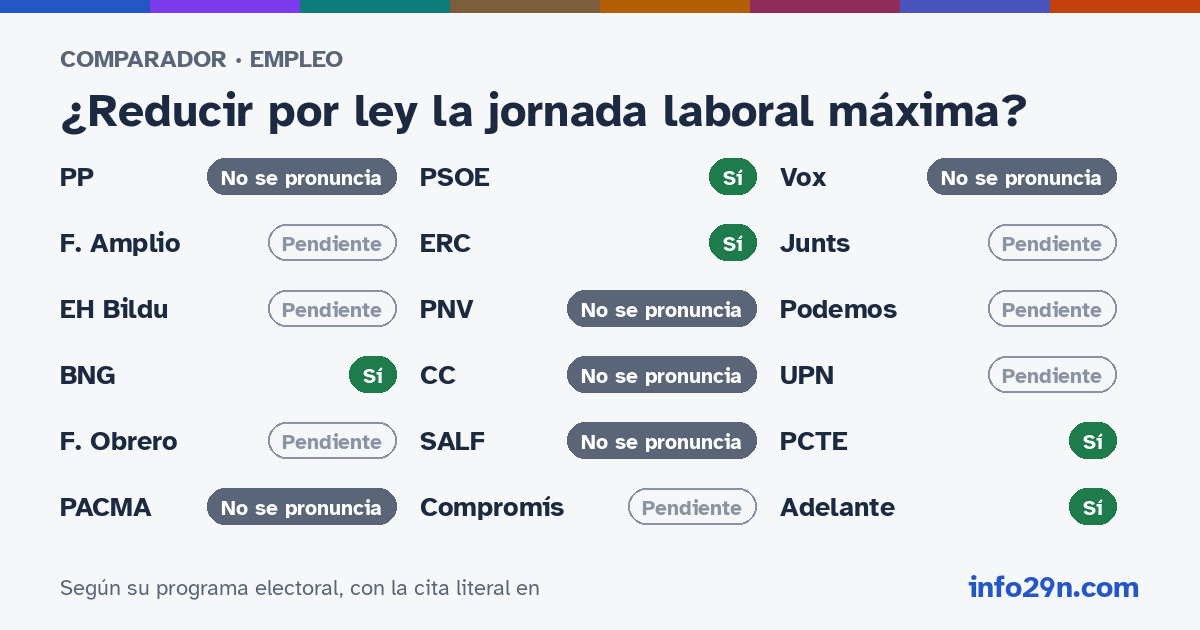 COMPARADOR · EMPLEO
¿Reducir por ley la jornada laboral máxima?
PP No se pronuncia PSOE Sí Vox No se pronuncia
F. Amplio Pendiente ERC Sí Junts Pendiente
EH Bildu Pendiente PNV No se pronuncia Podemos Pendiente
BNG Sí CC No se pronuncia UPN Pendiente
F. Obrero Pendiente SALF No se pronuncia PCTE Sí
PACMA No se pronuncia Compromís Pendiente Adelante Sí
Según su programa electoral, con la cita literal en info29n.com